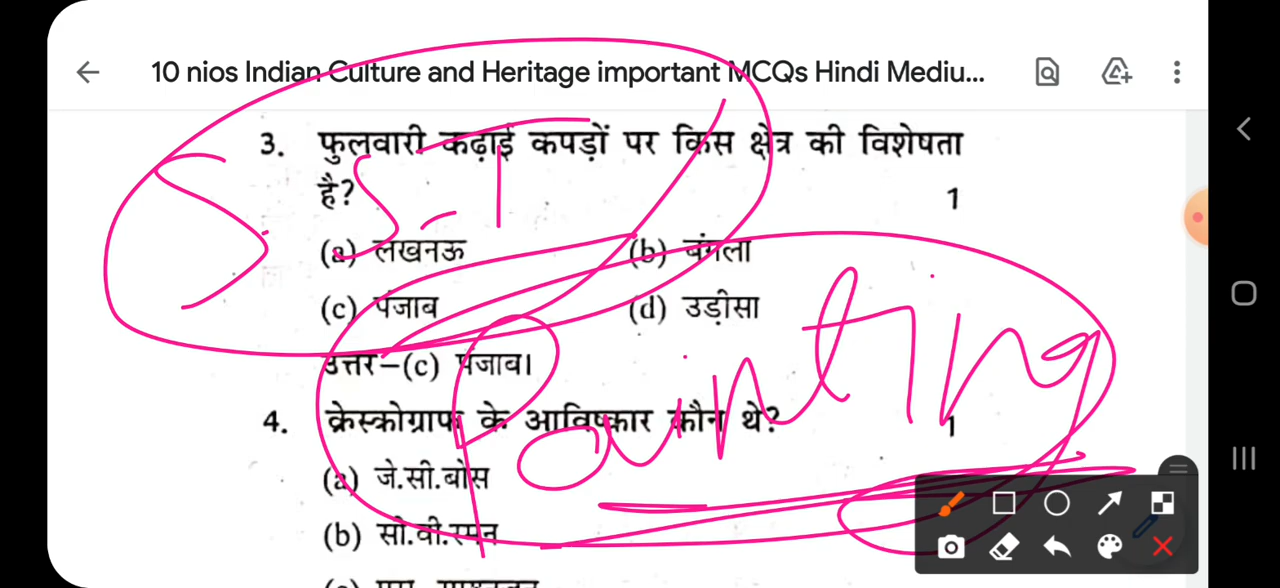 10 nios Indian Culture and Heritage important MCQs Hindi Mediu...
3. फुलवारी कढ़ाई कपड़ों पर किस क्षेत्र की विशेषता
है? 1
(a) लखनऊ (b) बंगला
(c) पंजाब (d) उड़ीसा
उत्तर–(c) पंजाब।
4. क्रेस्कोग्राफ के आविष्कार कौन थे? 1
(a) जे.सी.बोस
(b) सी.वी.रमन
S.S-T
Painting